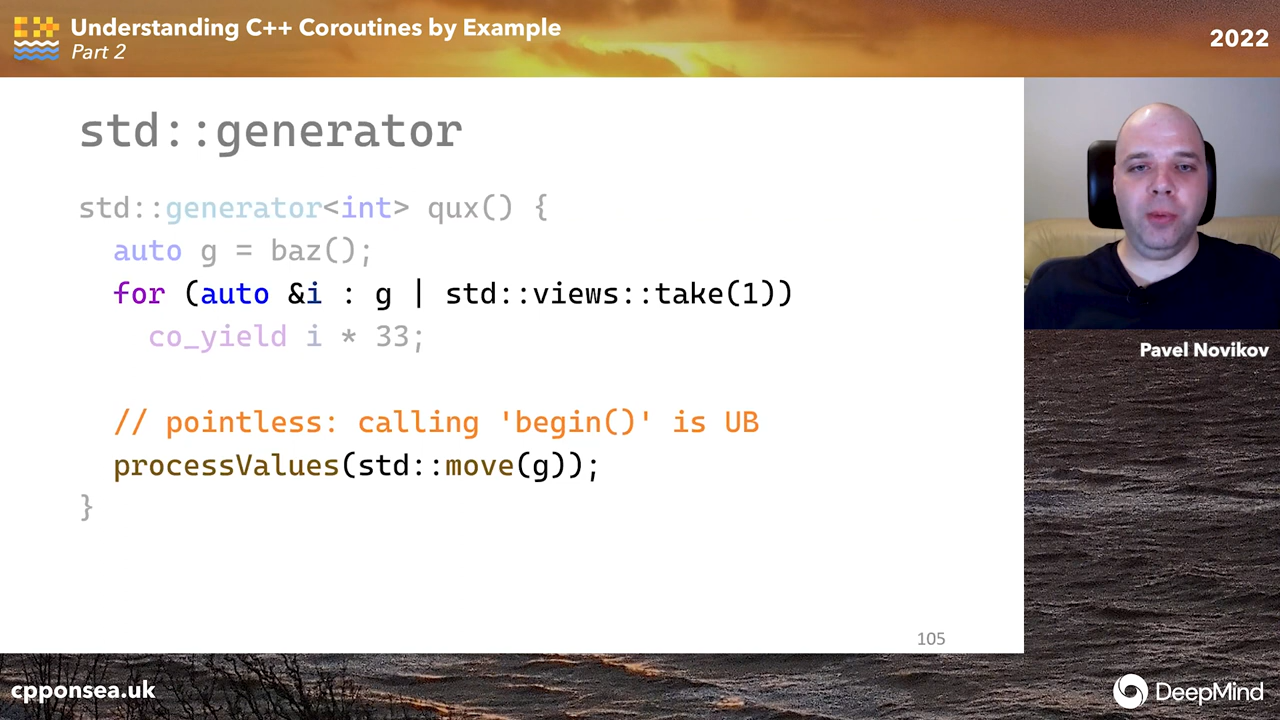 Understanding C++ Coroutines by Example
Part 2
2022
std::generator
std::generator<int> qux() {
auto g = baz();
for (auto &i : g | std::views::take(1))
co_yield i * 33;
// pointless: calling 'begin()' is UB
processValues(std::move(g));
}
105
Pavel Novikov
cpponsea.uk
DeepMind